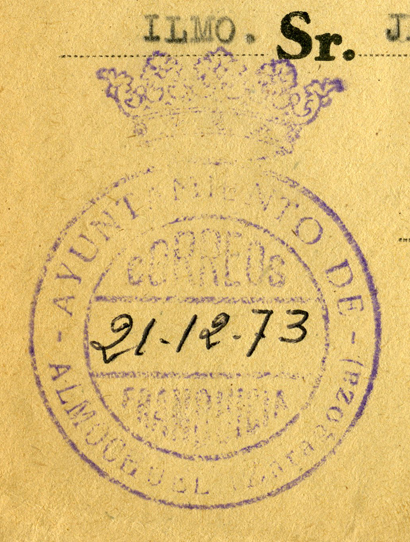 ILMO. Sr.
- AYUNTAMIENTO DE -
CORREOS
21-12-73
FRANQUICIA
ALMOCHUEL (Zaragoza)